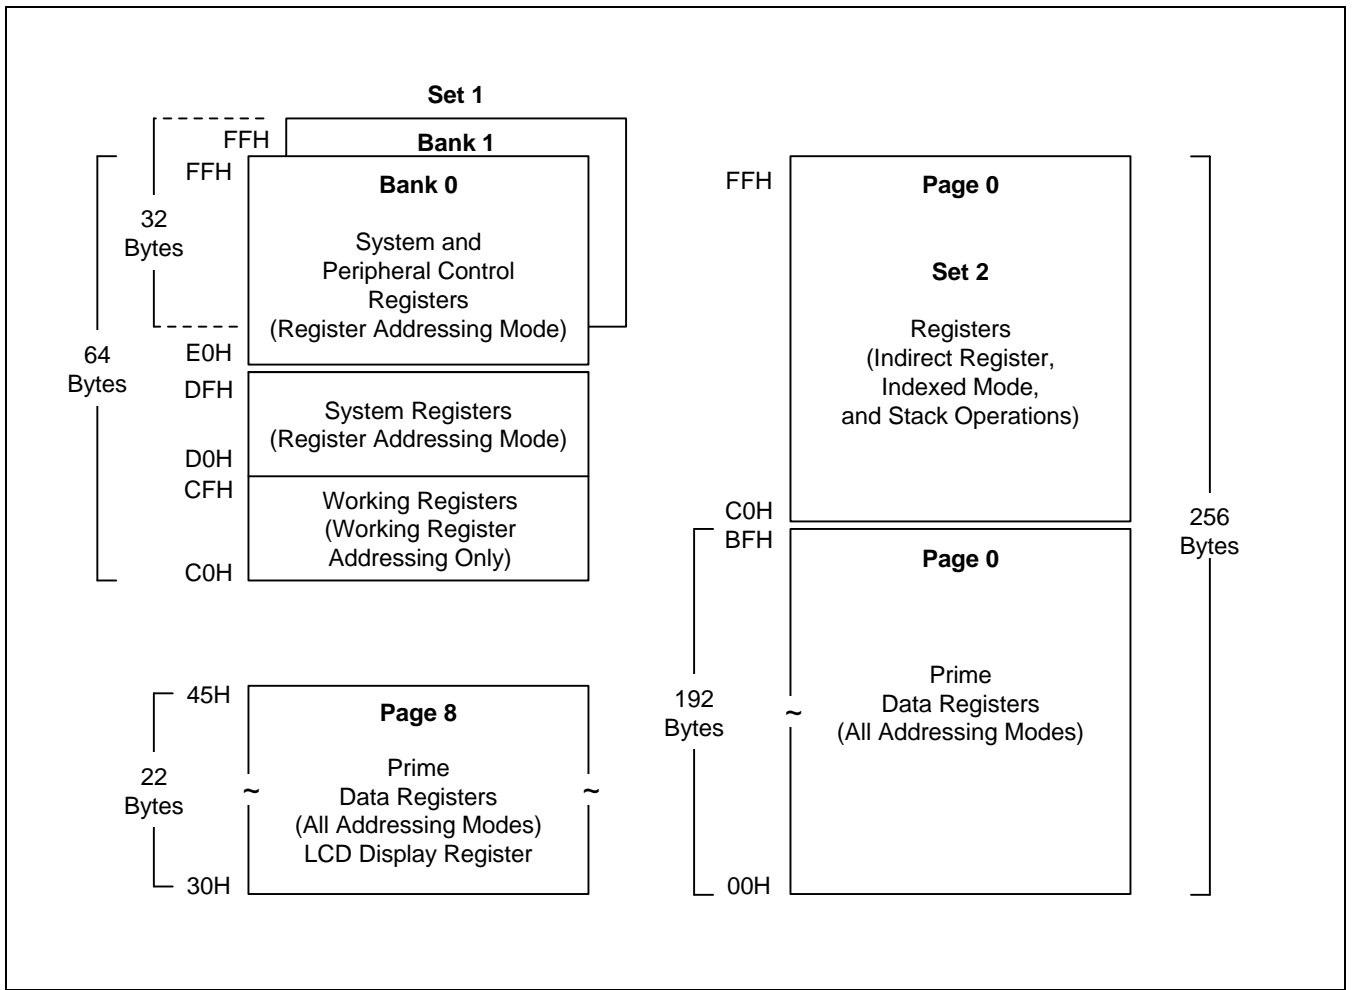 Set 1
FFH
Bank 1
FFH
Bank 0
32
Bytes
System and
Peripheral Control
Registers
(Register Addressing Mode)
64
Bytes
E0H
DFH
System Registers
(Register Addressing Mode)
D0H
CFH
Working Registers
(Working Register
Addressing Only)
C0H
45H
Page 8
22
Bytes
~
Prime
Data Registers
(All Addressing Modes)
LCD Display Register
~
30H
FFH
Page 0
Set 2
Registers
(Indirect Register,
Indexed Mode,
and Stack Operations)
C0H
BFH
Page 0
192
Bytes
~
Prime
Data Registers
(All Addressing Modes)
00H
256
Bytes